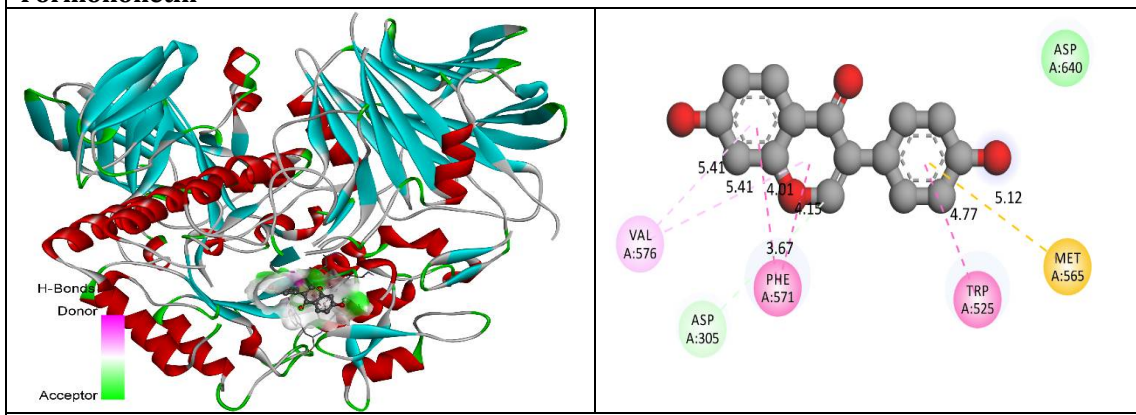 H-Bonds
Donor
Acceptor
ASP
A:640
5.41
5.41
4.01
4.15
5.12
4.77
VAL
A:576
3.67
PHE
A:571
MET
A:565
TRP
A:525
ASP
A:305